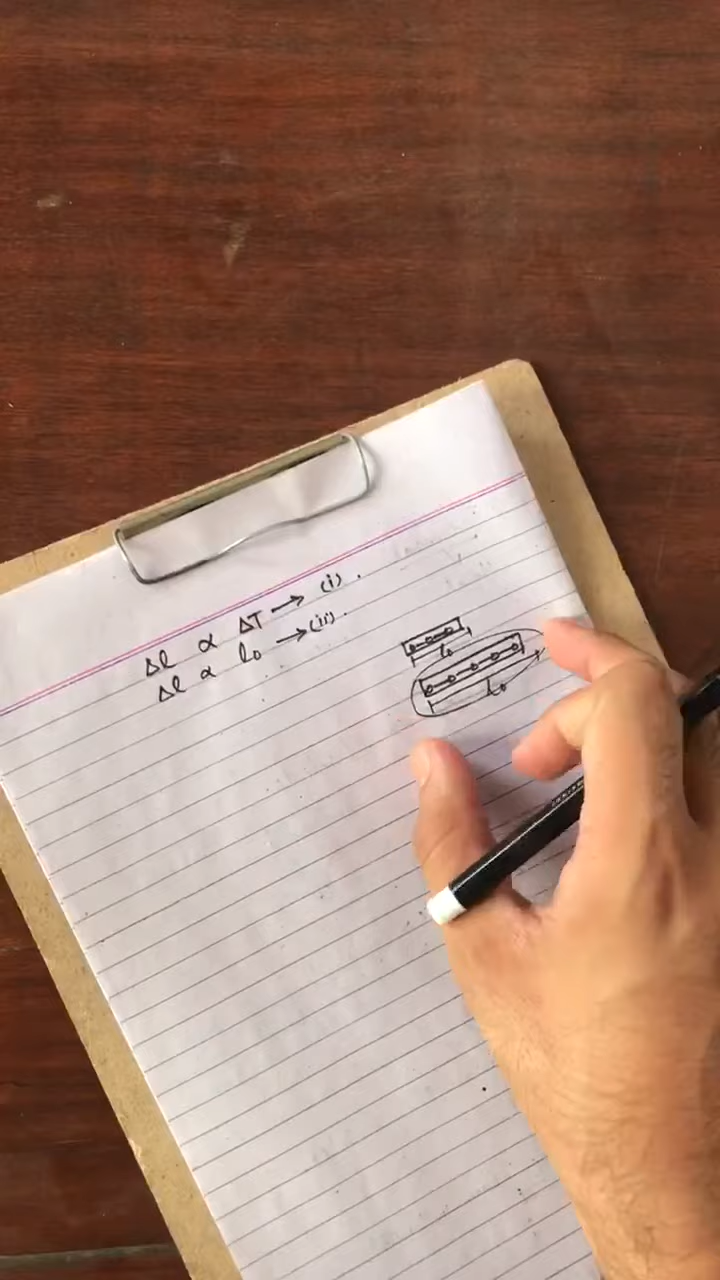 Δl ∝ ΔT → (i).
Δl ∝ l₀ → (ii).
l₀
l₀